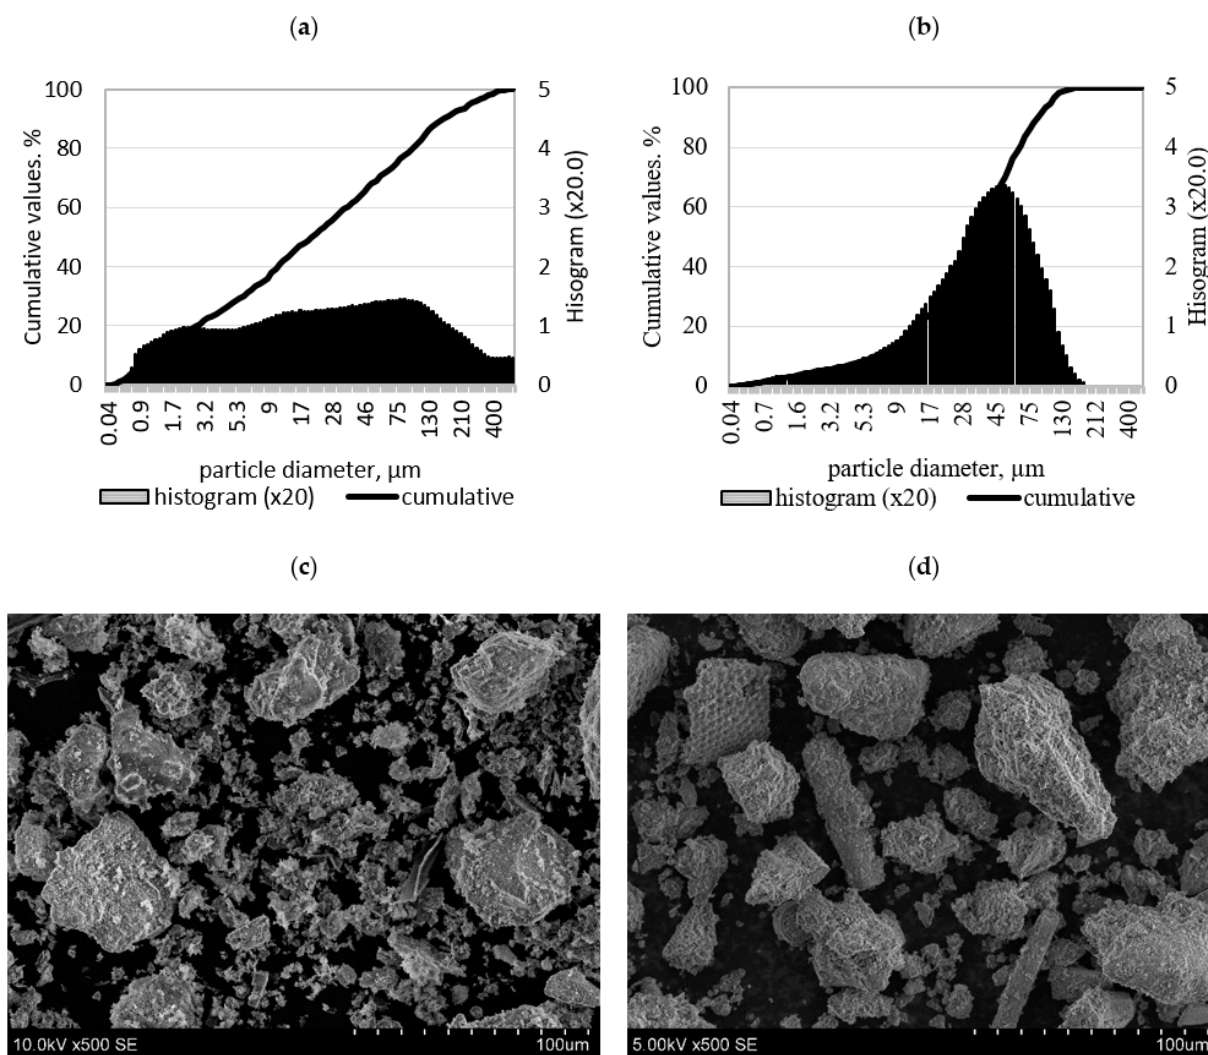 (a)
(b)
Cumulative values. %
100
80
60
40
20
0
5
4
3
2
1
0
Hisogram (x20.0)
0.04
0.9
1.7
3.2
5.3
9
17
28
46
75
130
210
400
particle diameter, µm
histogram (x20)
cumulative
Cumulative values. %
100
80
60
40
20
0
5
4
3
2
1
0
Hisogram (x20.0)
0.04
0.7
1.6
3.2
5.3
9
17
28
45
75
130
212
400
particle diameter, µm
histogram (x20)
cumulative
(c)
(d)
10.0kV x500 SE
100um
5.00kV x500 SE
100um